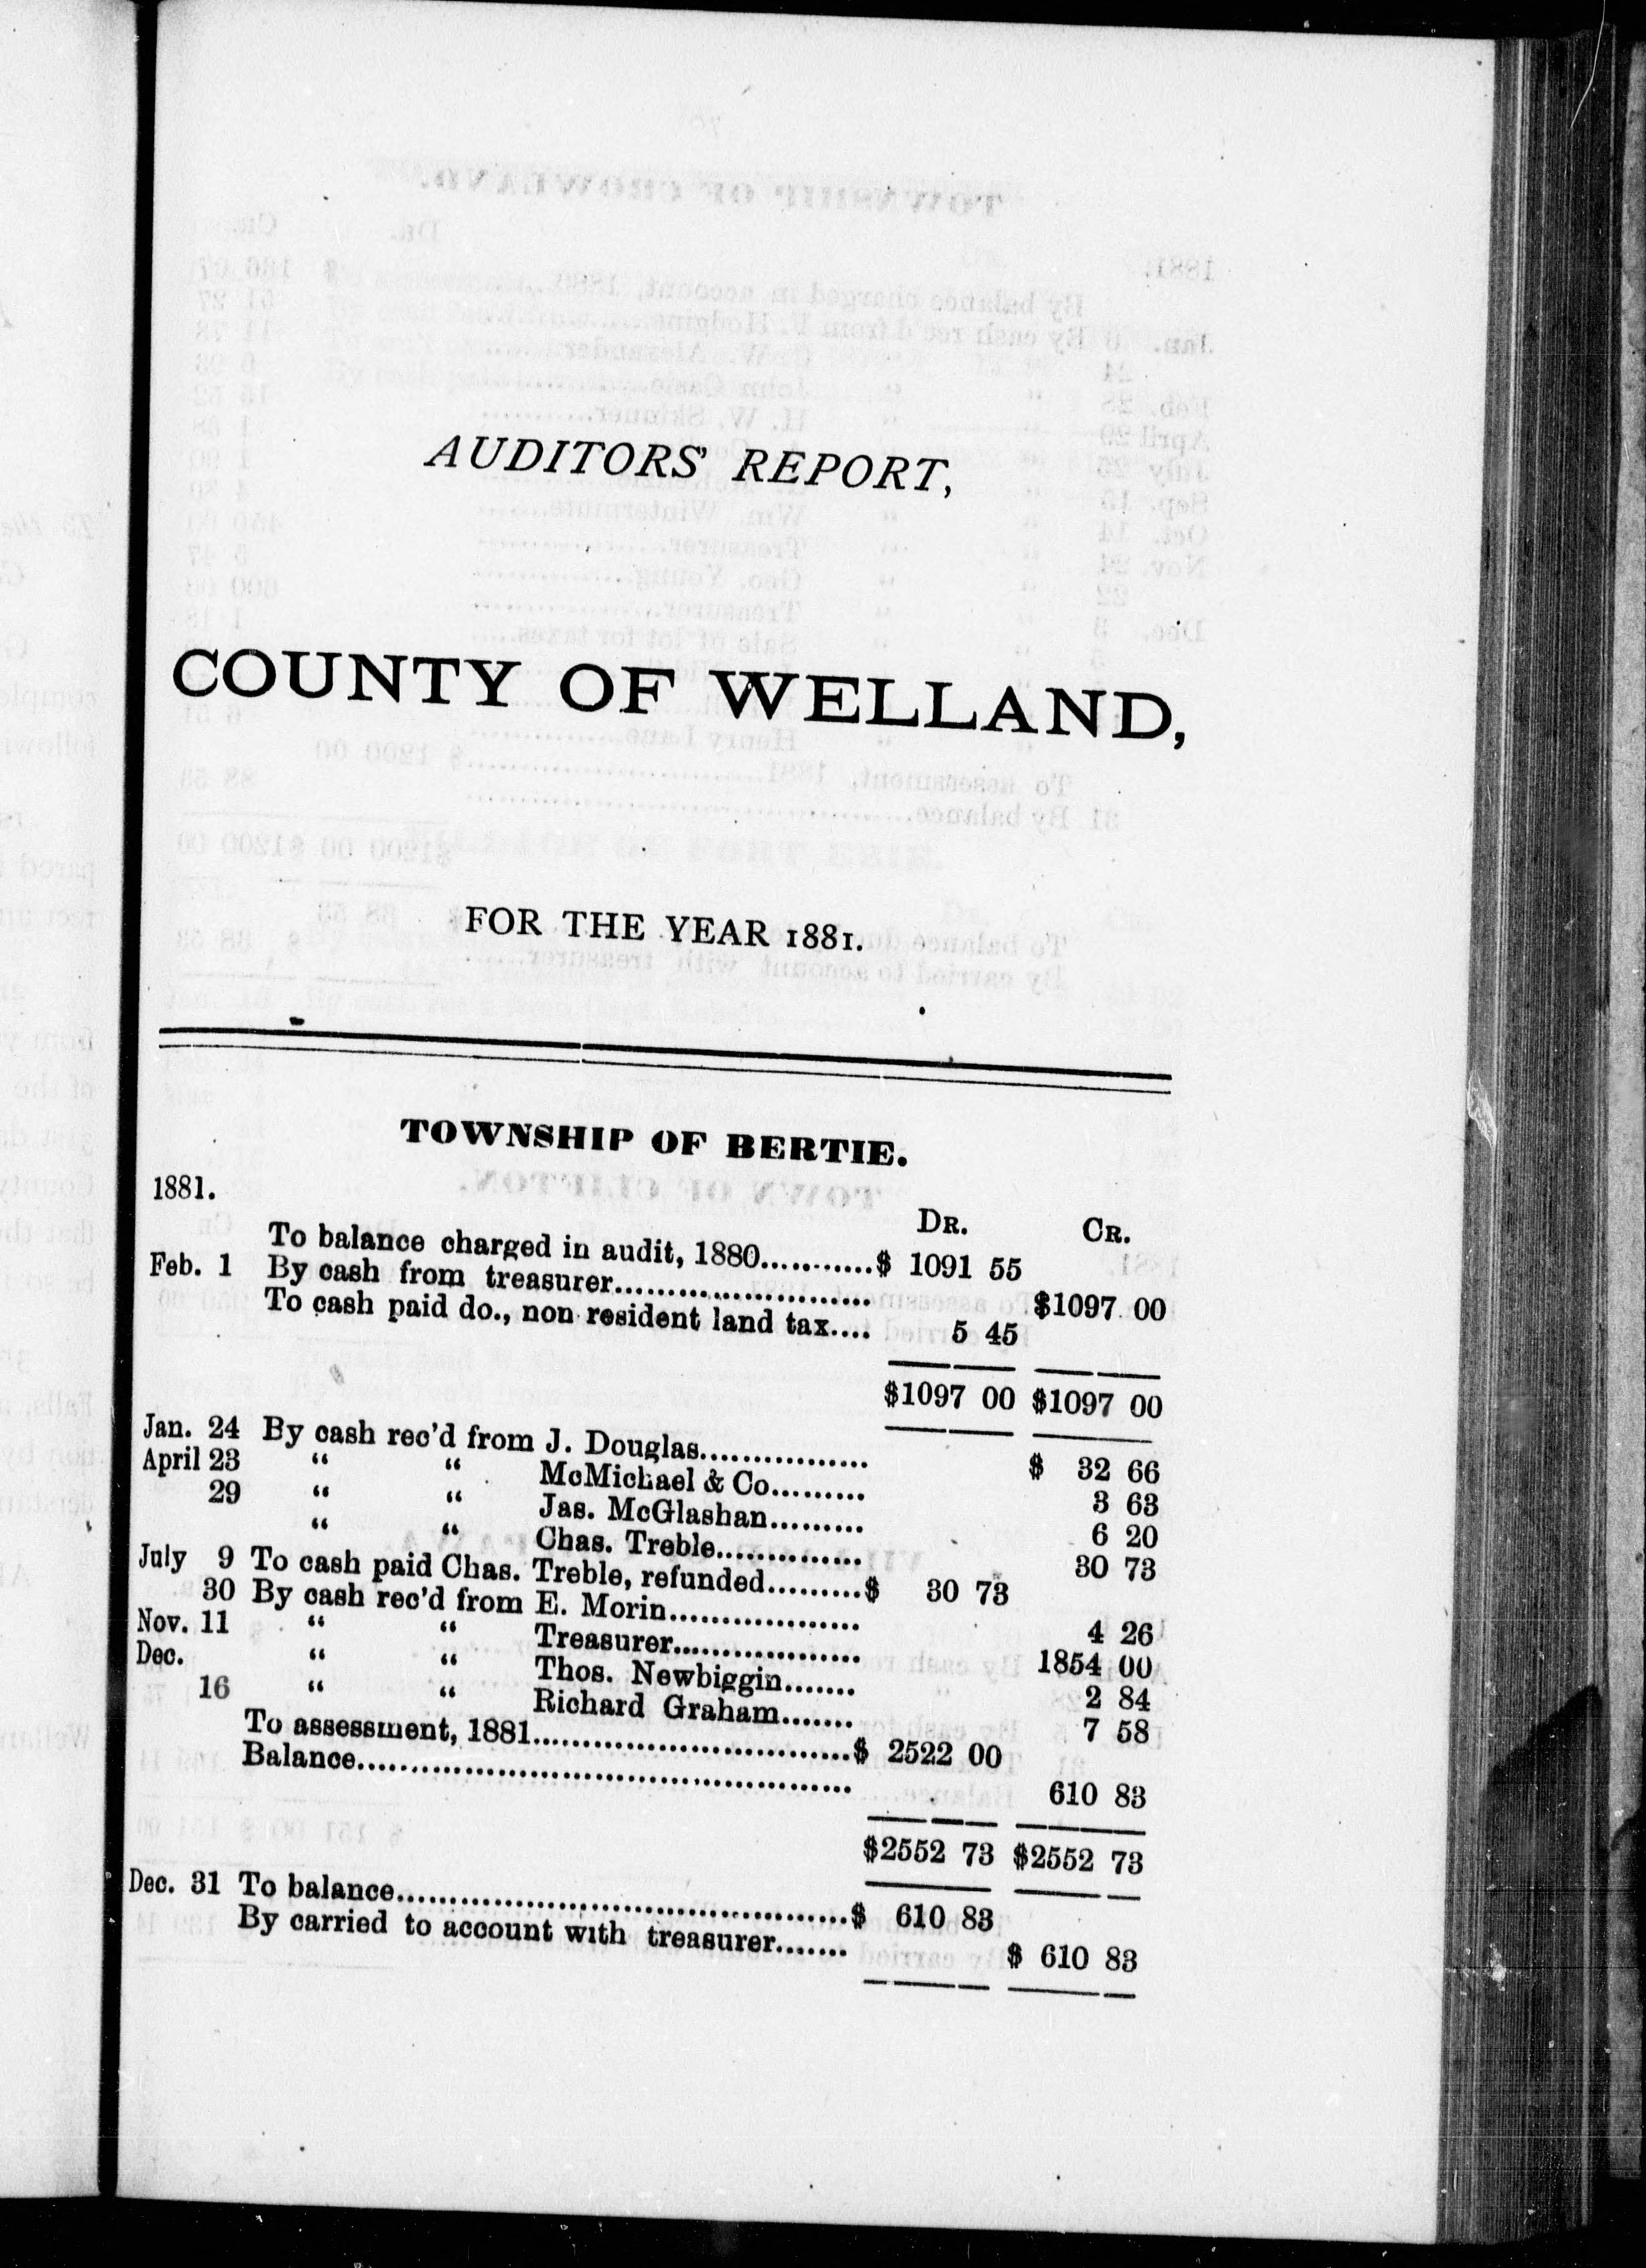 AUDITORS' REPORT,
COUNTY OF WELLAND,
FOR THE YEAR 1881.
TOWNSHIP OF BERTIE.
1881.
DR. CR.
To balance charged in audit, 1880...........$ 1091 55
Feb. 1 By cash from treasurer........................ $1097 00
To cash paid do., non resident land tax.... 5 45
$1097 00 $1097 00
Jan. 24 By cash rec'd from J. Douglas................ $ 32 66
April 23 " " McMichael & Co......... 3 63
29 " " Jas. McGlashan......... 6 20
" " Chas. Treble.............. 30 73
July 9 To cash paid Chas. Treble, refunded.........$ 30 73
30 By cash rec'd from E. Morin.................. 4 26
Nov. 11 " " Treasurer.................. 1854 00
Dec. " " Thos. Newbiggin....... 2 84
16 " " Richard Graham....... 7 58
To assessment, 1881...............................$ 2522 00
Balance................................................ 610 83
$2552 73 $2552 73
Dec. 31 To balance............................................$ 610 83
By carried to account with treasurer....... $ 610 83